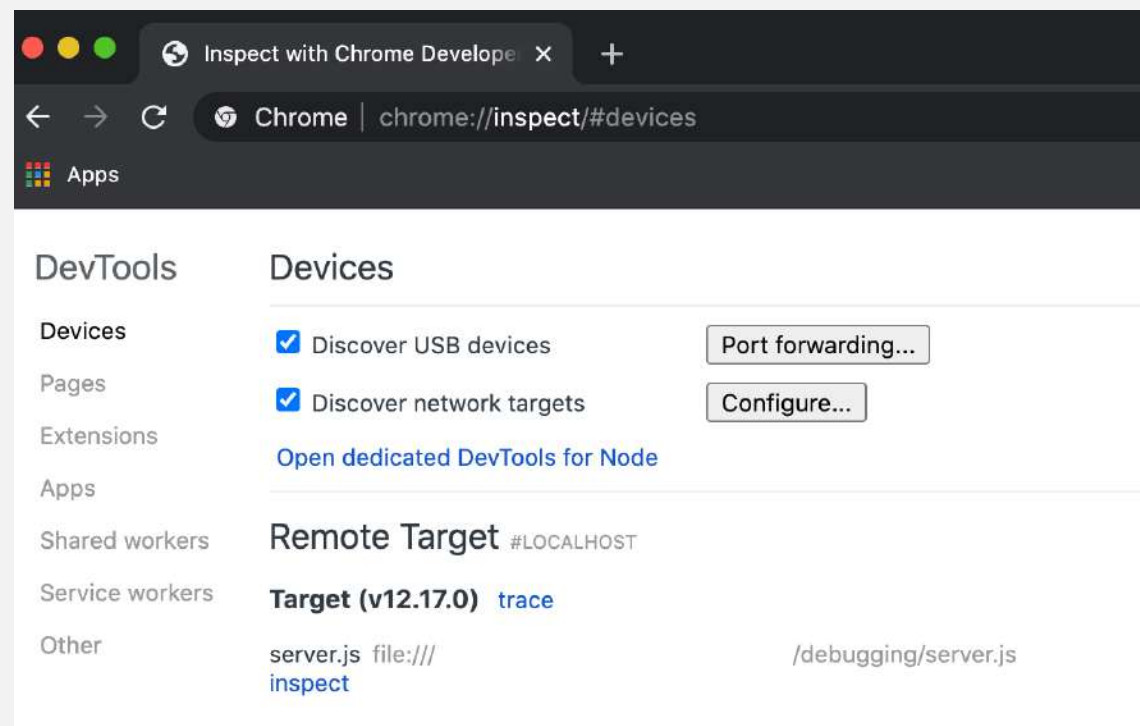 Inspect with Chrome Develope
Chrome | chrome://inspect/#devices
Apps
DevTools
Devices
Pages
Extensions
Apps
Shared workers
Service workers
Other
Devices
Discover USB devices Port forwarding...
Discover network targets Configure...
Open dedicated DevTools for Node
Remote Target #LOCALHOST
Target (v12.17.0) trace
server.js file:/// /debugging/server.js
inspect